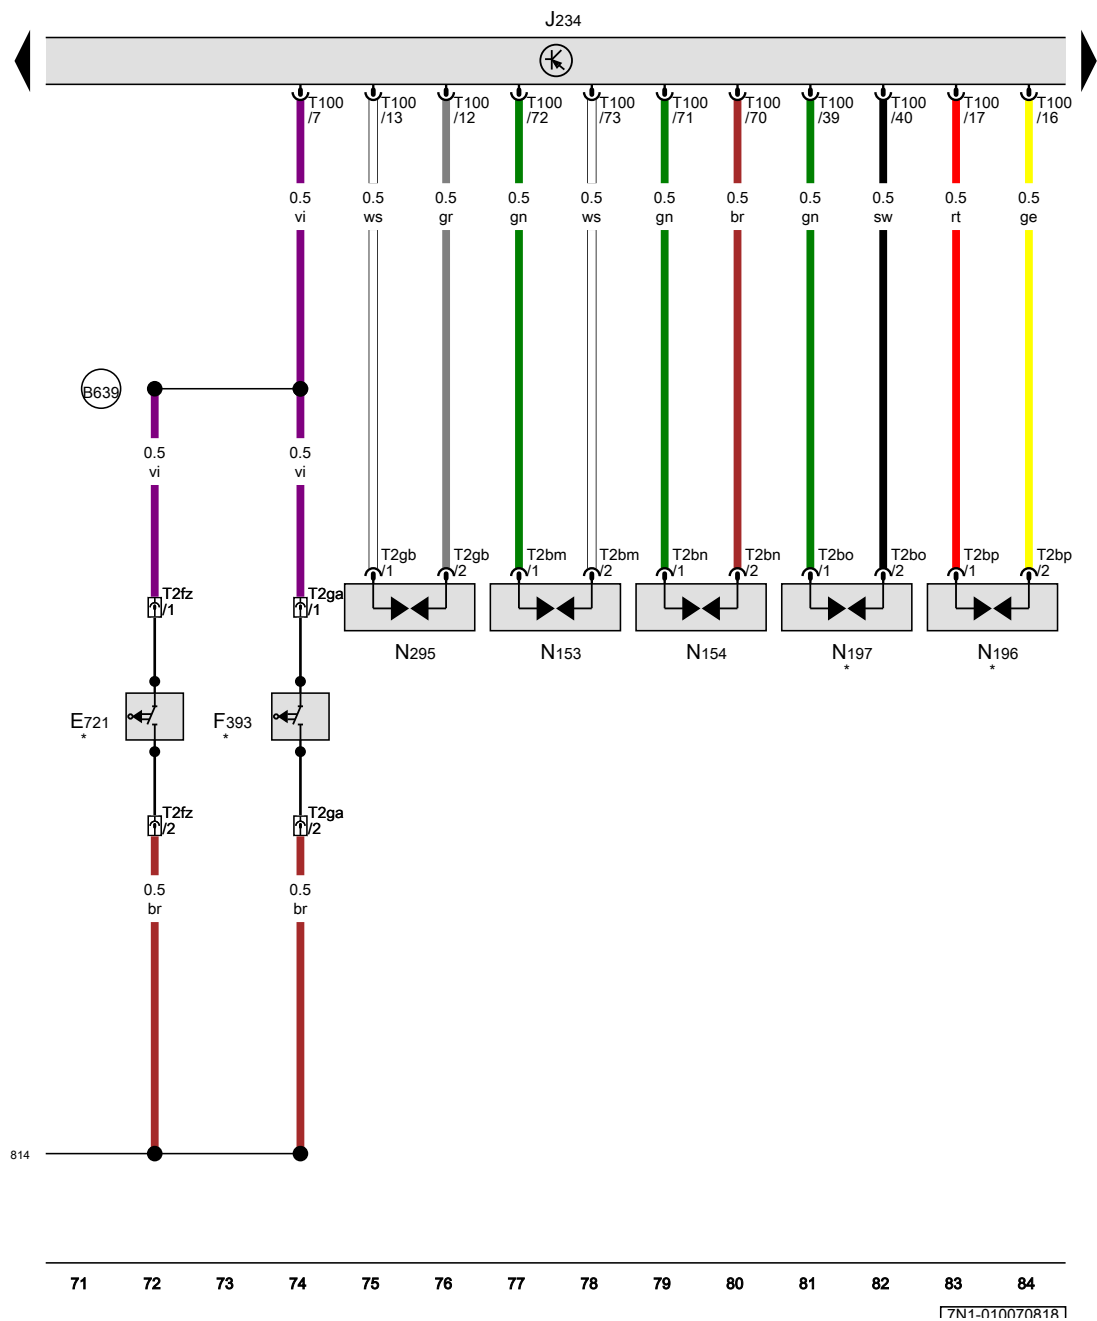 J234
T100 T100 T100 T100 T100 T100 T100 T100 T100 T100 T100
/7 /13 /12 /72 /73 /71 /70 /39 /40 /17 /16
0.5 0.5 0.5 0.5 0.5 0.5 0.5 0.5 0.5 0.5 0.5
vi ws gr gn ws gn br gn sw rt ge
B639
0.5 0.5
vi vi
T2gb T2gb T2bm T2bm T2bn T2bn T2bo T2bo T2bp T2bp
/1 /2 /1 /2 /1 /2 /1 /2 /1 /2
T2fz T2ga
/1 /1
N295 N153 N154 N197 N196
* *
E721 F393
* *
T2fz T2ga
/2 /2
0.5 0.5
br br
814
71 72 73 74 75 76 77 78 79 80 81 82 83 84
7N1-010070818